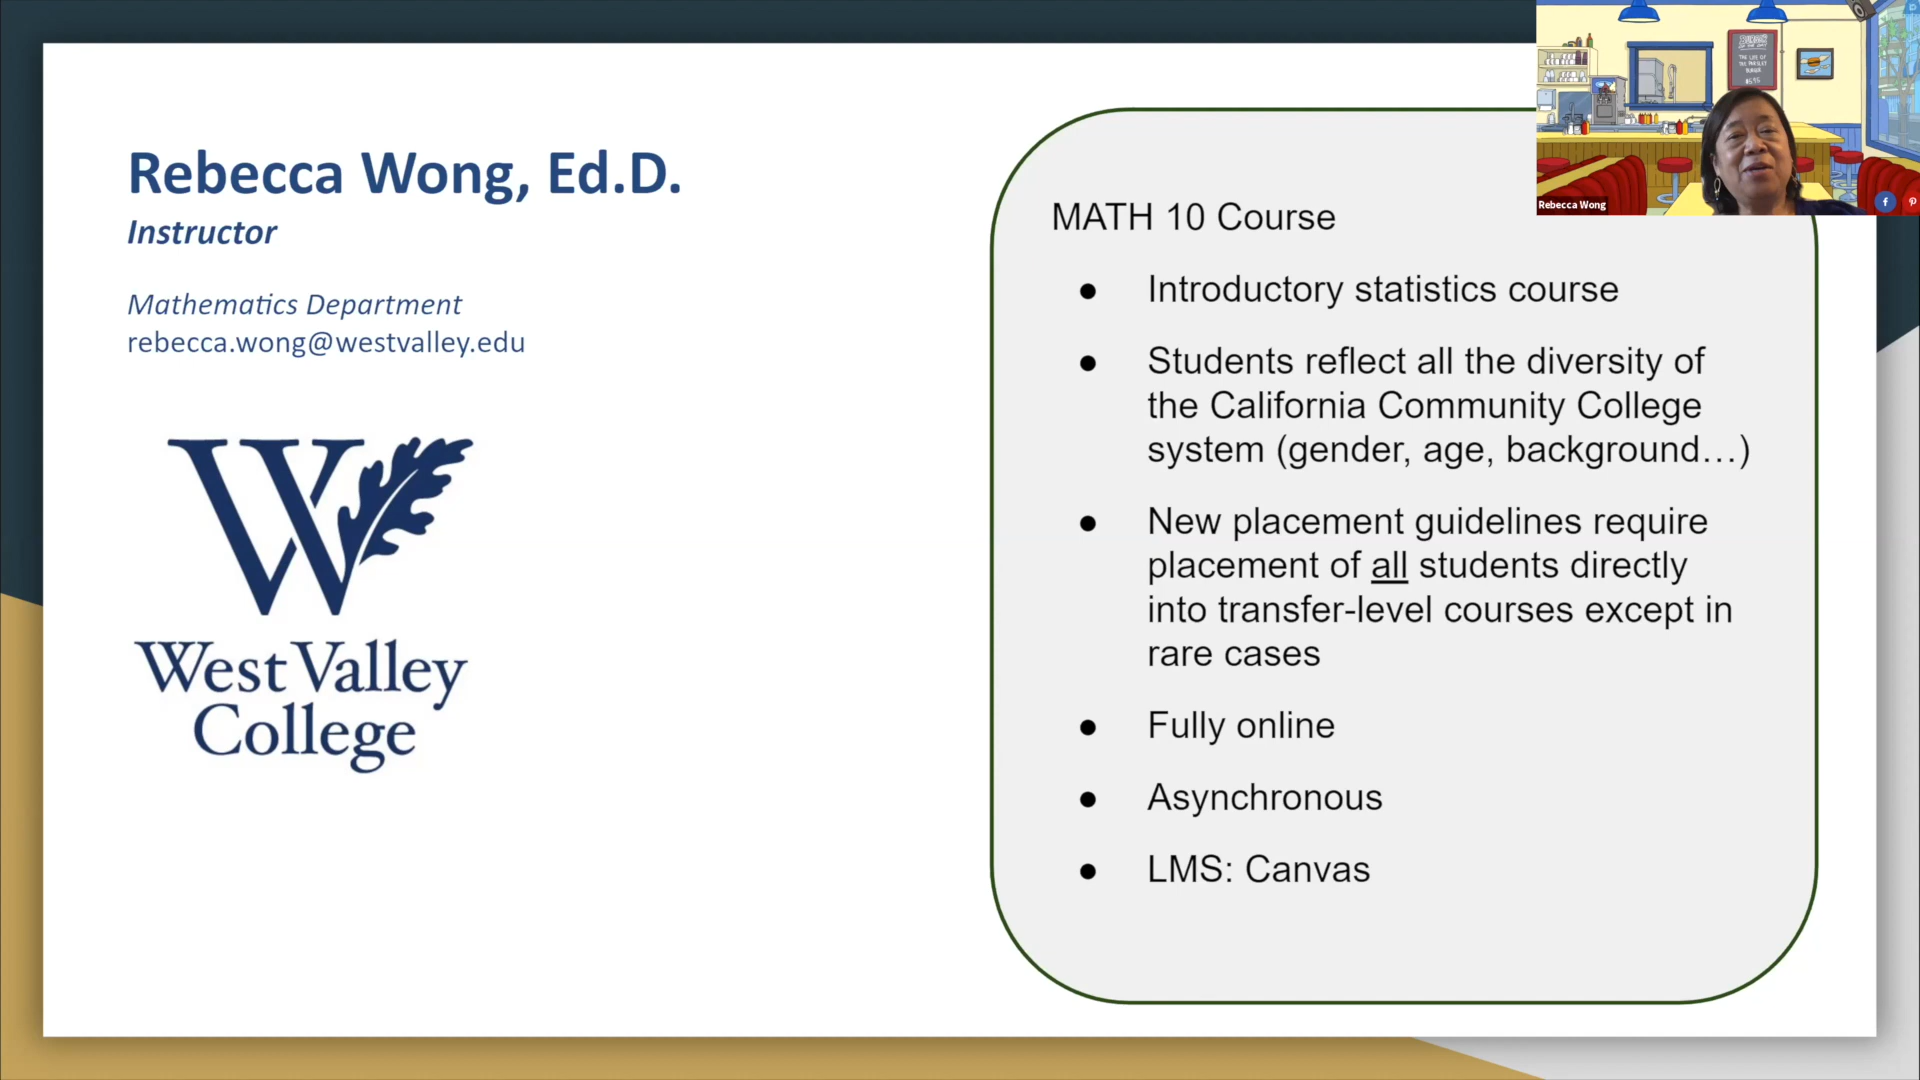 Rebecca Wong, Ed.D.
Instructor
Mathematics Department
rebecca.wong@westvalley.edu
West Valley
College
MATH 10 Course
● Introductory statistics course
● Students reflect all the diversity of
the California Community College
system (gender, age, background…)
● New placement guidelines require
placement of all students directly
into transfer-level courses except in
rare cases
● Fully online
● Asynchronous
● LMS: Canvas
Rebecca Wong